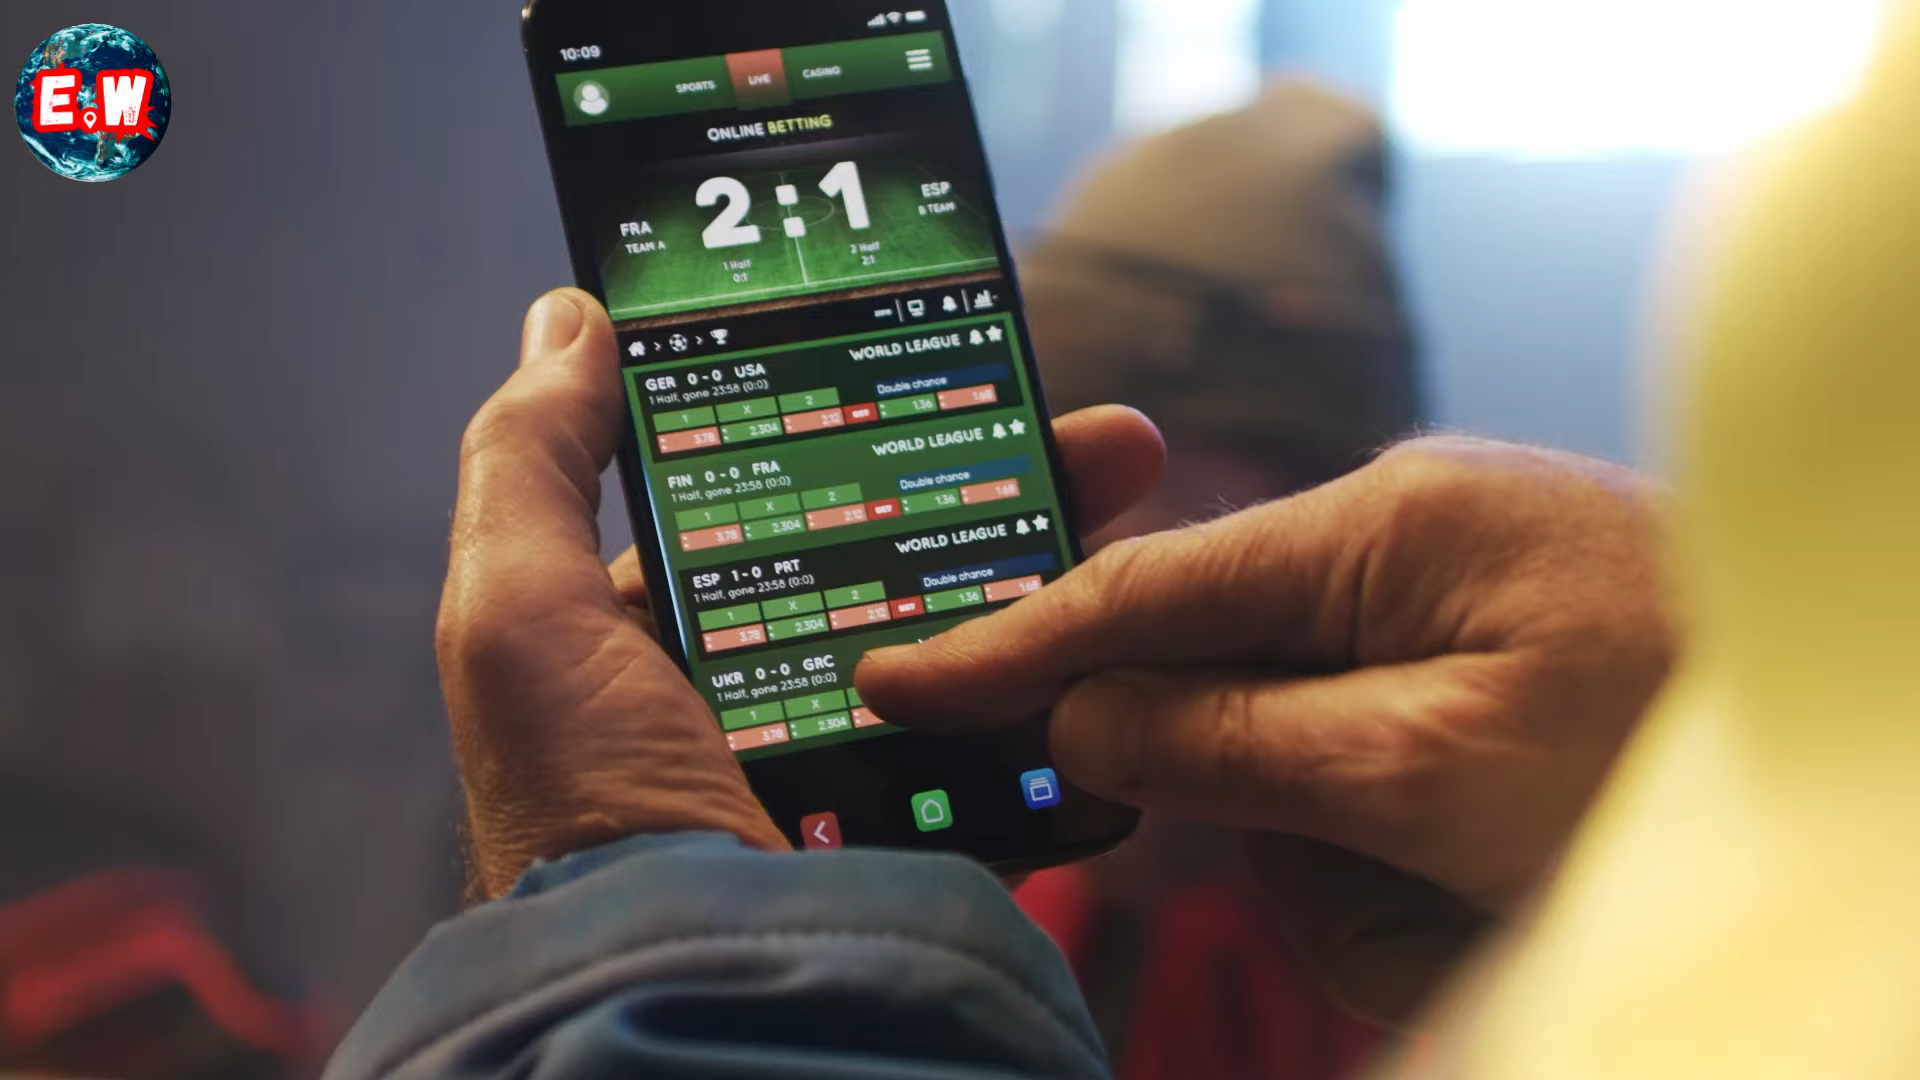 E.W
10:09
SPORTS LIVE CASINO
ONLINE BETTING
FRA 2:1 ESP
TEAM A B TEAM
1 Half 2 Half
0:1 2:1
WORLD LEAGUE
GER 0-0 USA
1 Half, gone 23:58 (0:0)
Double chance
1 X 2
3.78 2.304 2.12 BET 1.36 1.68
WORLD LEAGUE
FIN 0-0 FRA
1 Half, gone 23:58 (0:0)
Double chance
1 X 2
3.78 2.304 2.12 BET 1.36 1.68
WORLD LEAGUE
ESP 1-0 PRT
1 Half, gone 23:58 (0:0)
Double chance
1 X 2
3.78 2.304 2.12 BET 1.36 1.68
UKR 0-0 GRC
1 Half, gone 23:58 (0:0)
1 X
3.78 2.304